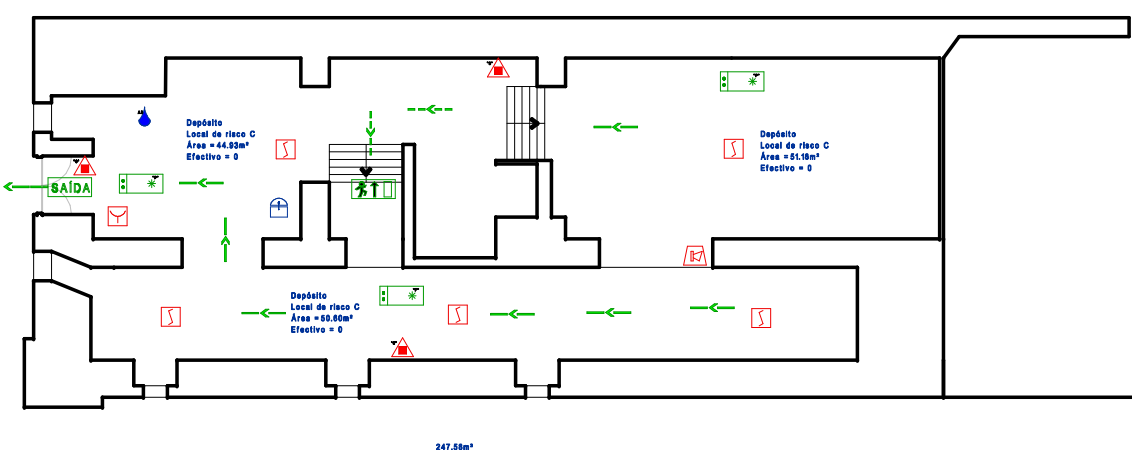 Depósito
Local de risco C
Área = 44.93m²
Efectivo = 0
Depósito
Local de risco C
Área = 51.18m²
Efectivo = 0
SAÍDA
Depósito
Local de risco C
Área = 50.60m²
Efectivo = 0
247.58m²